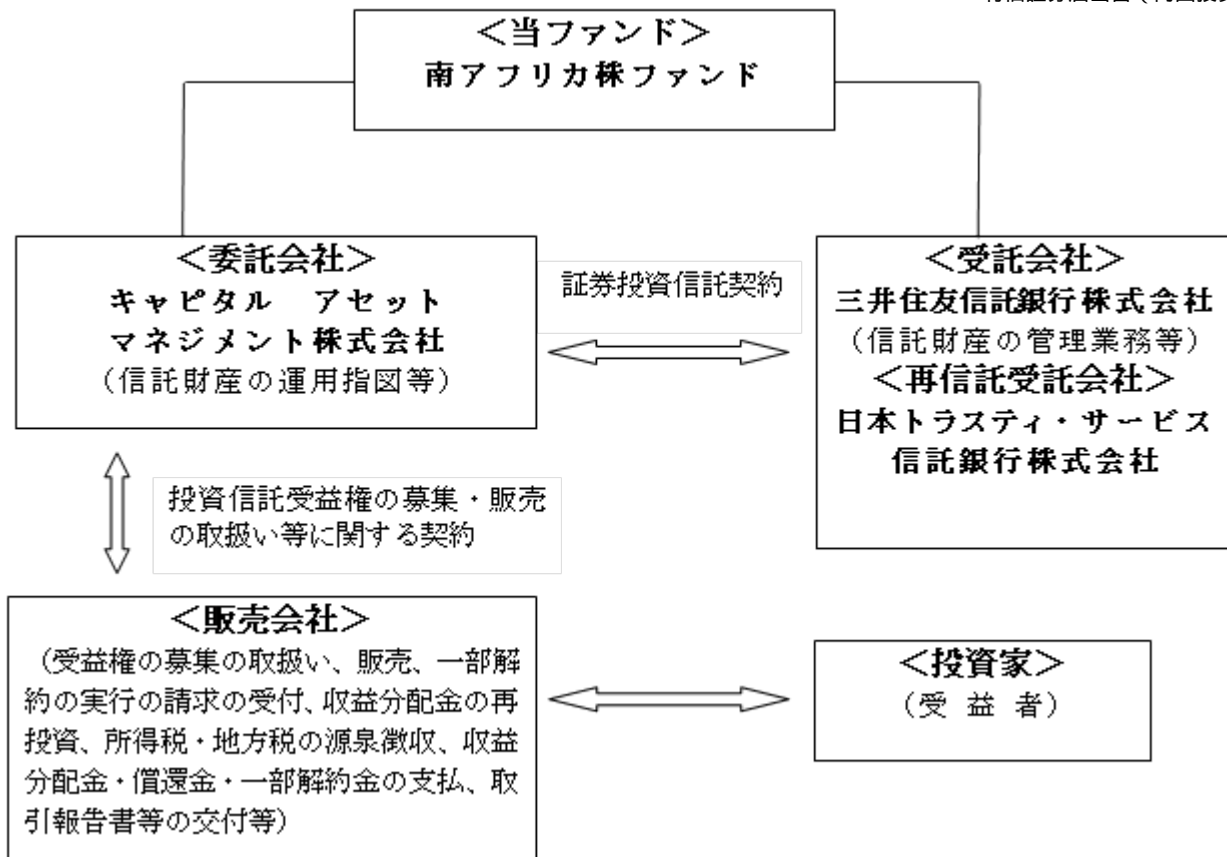 ＜当ファンド＞
南アフリカ株ファンド
＜委託会社＞
キャピタル　アセット
マネジメント株式会社
（信託財産の運用指図等）
証券投資信託契約
＜受託会社＞
三井住友信託銀行株式会社
（信託財産の管理業務等）
＜再信託受託会社＞
日本トラスティ・サービス
信託銀行株式会社
投資信託受益権の募集・販売
の取扱い等に関する契約
＜販売会社＞
（受益権の募集の取扱い、販売、一部解
約の実行の請求の受付、収益分配金の再
投資、所得税・地方税の源泉徴収、収益
分配金・償還金・一部解約金の支払、取
引報告書等の交付等）
＜投資家＞
（受 益 者）